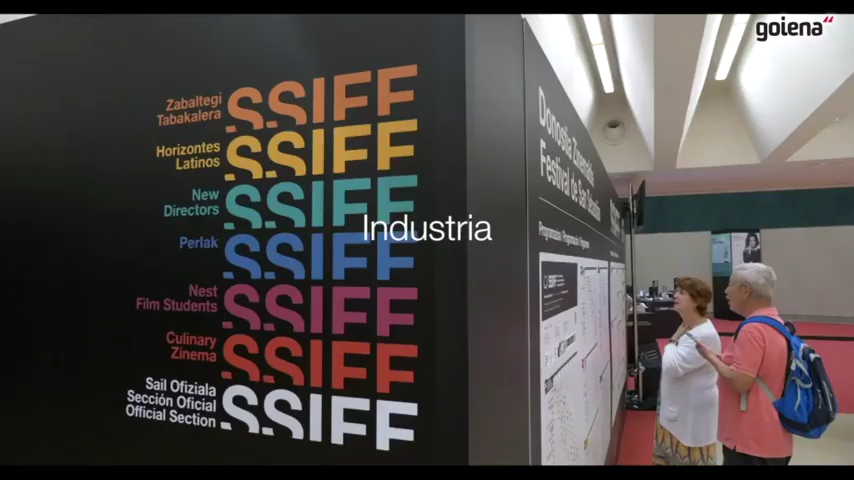 goiena
Zabaltegi
Tabakalera
SSIFF
Horizontes
Latinos
SSIFF
New
Directors
SSIFF
Industria
Perlak
SSIFF
Nest
Film Students
SSIFF
Culinary
Zinema
SSIFF
Sail Ofiziala
Sección Oficial
Official Section
SSIFF
Donostia Zinemaldia
Festival de San Sebastián